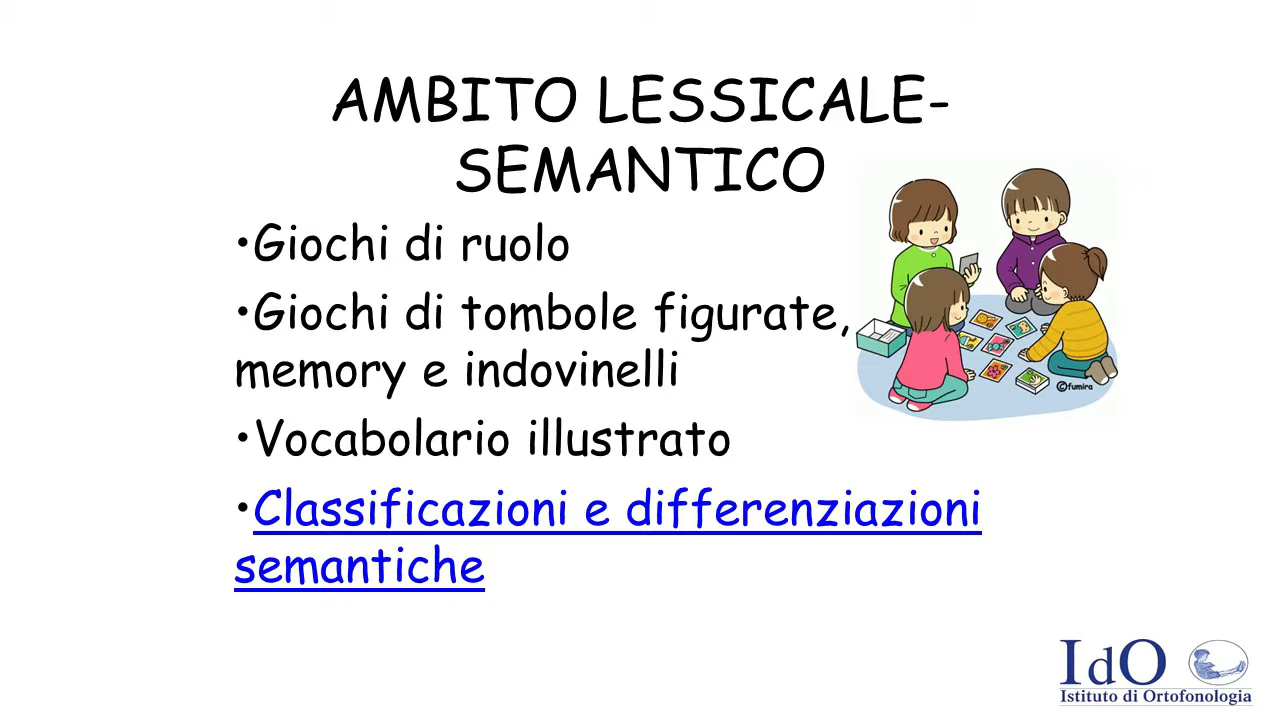 AMBITO LESSICALE-
SEMANTICO
•Giochi di ruolo
•Giochi di tombole figurate,
memory e indovinelli
•Vocabolario illustrato
•Classificazioni e differenziazioni
semantiche
©fumira
IdO
Istituto di Ortofonologia